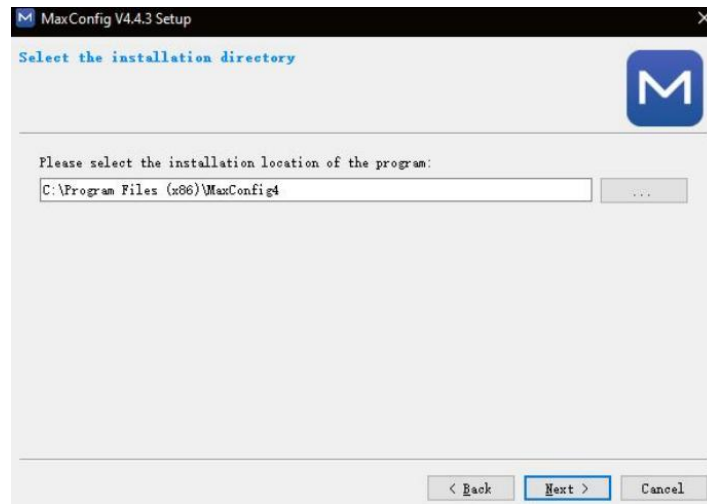 MaxConfig V4.4.3 Setup
Select the installation directory
M
Please select the installation location of the program:
C:\Program Files (x86)\MaxConfig4
...
< Back
Next >
Cancel